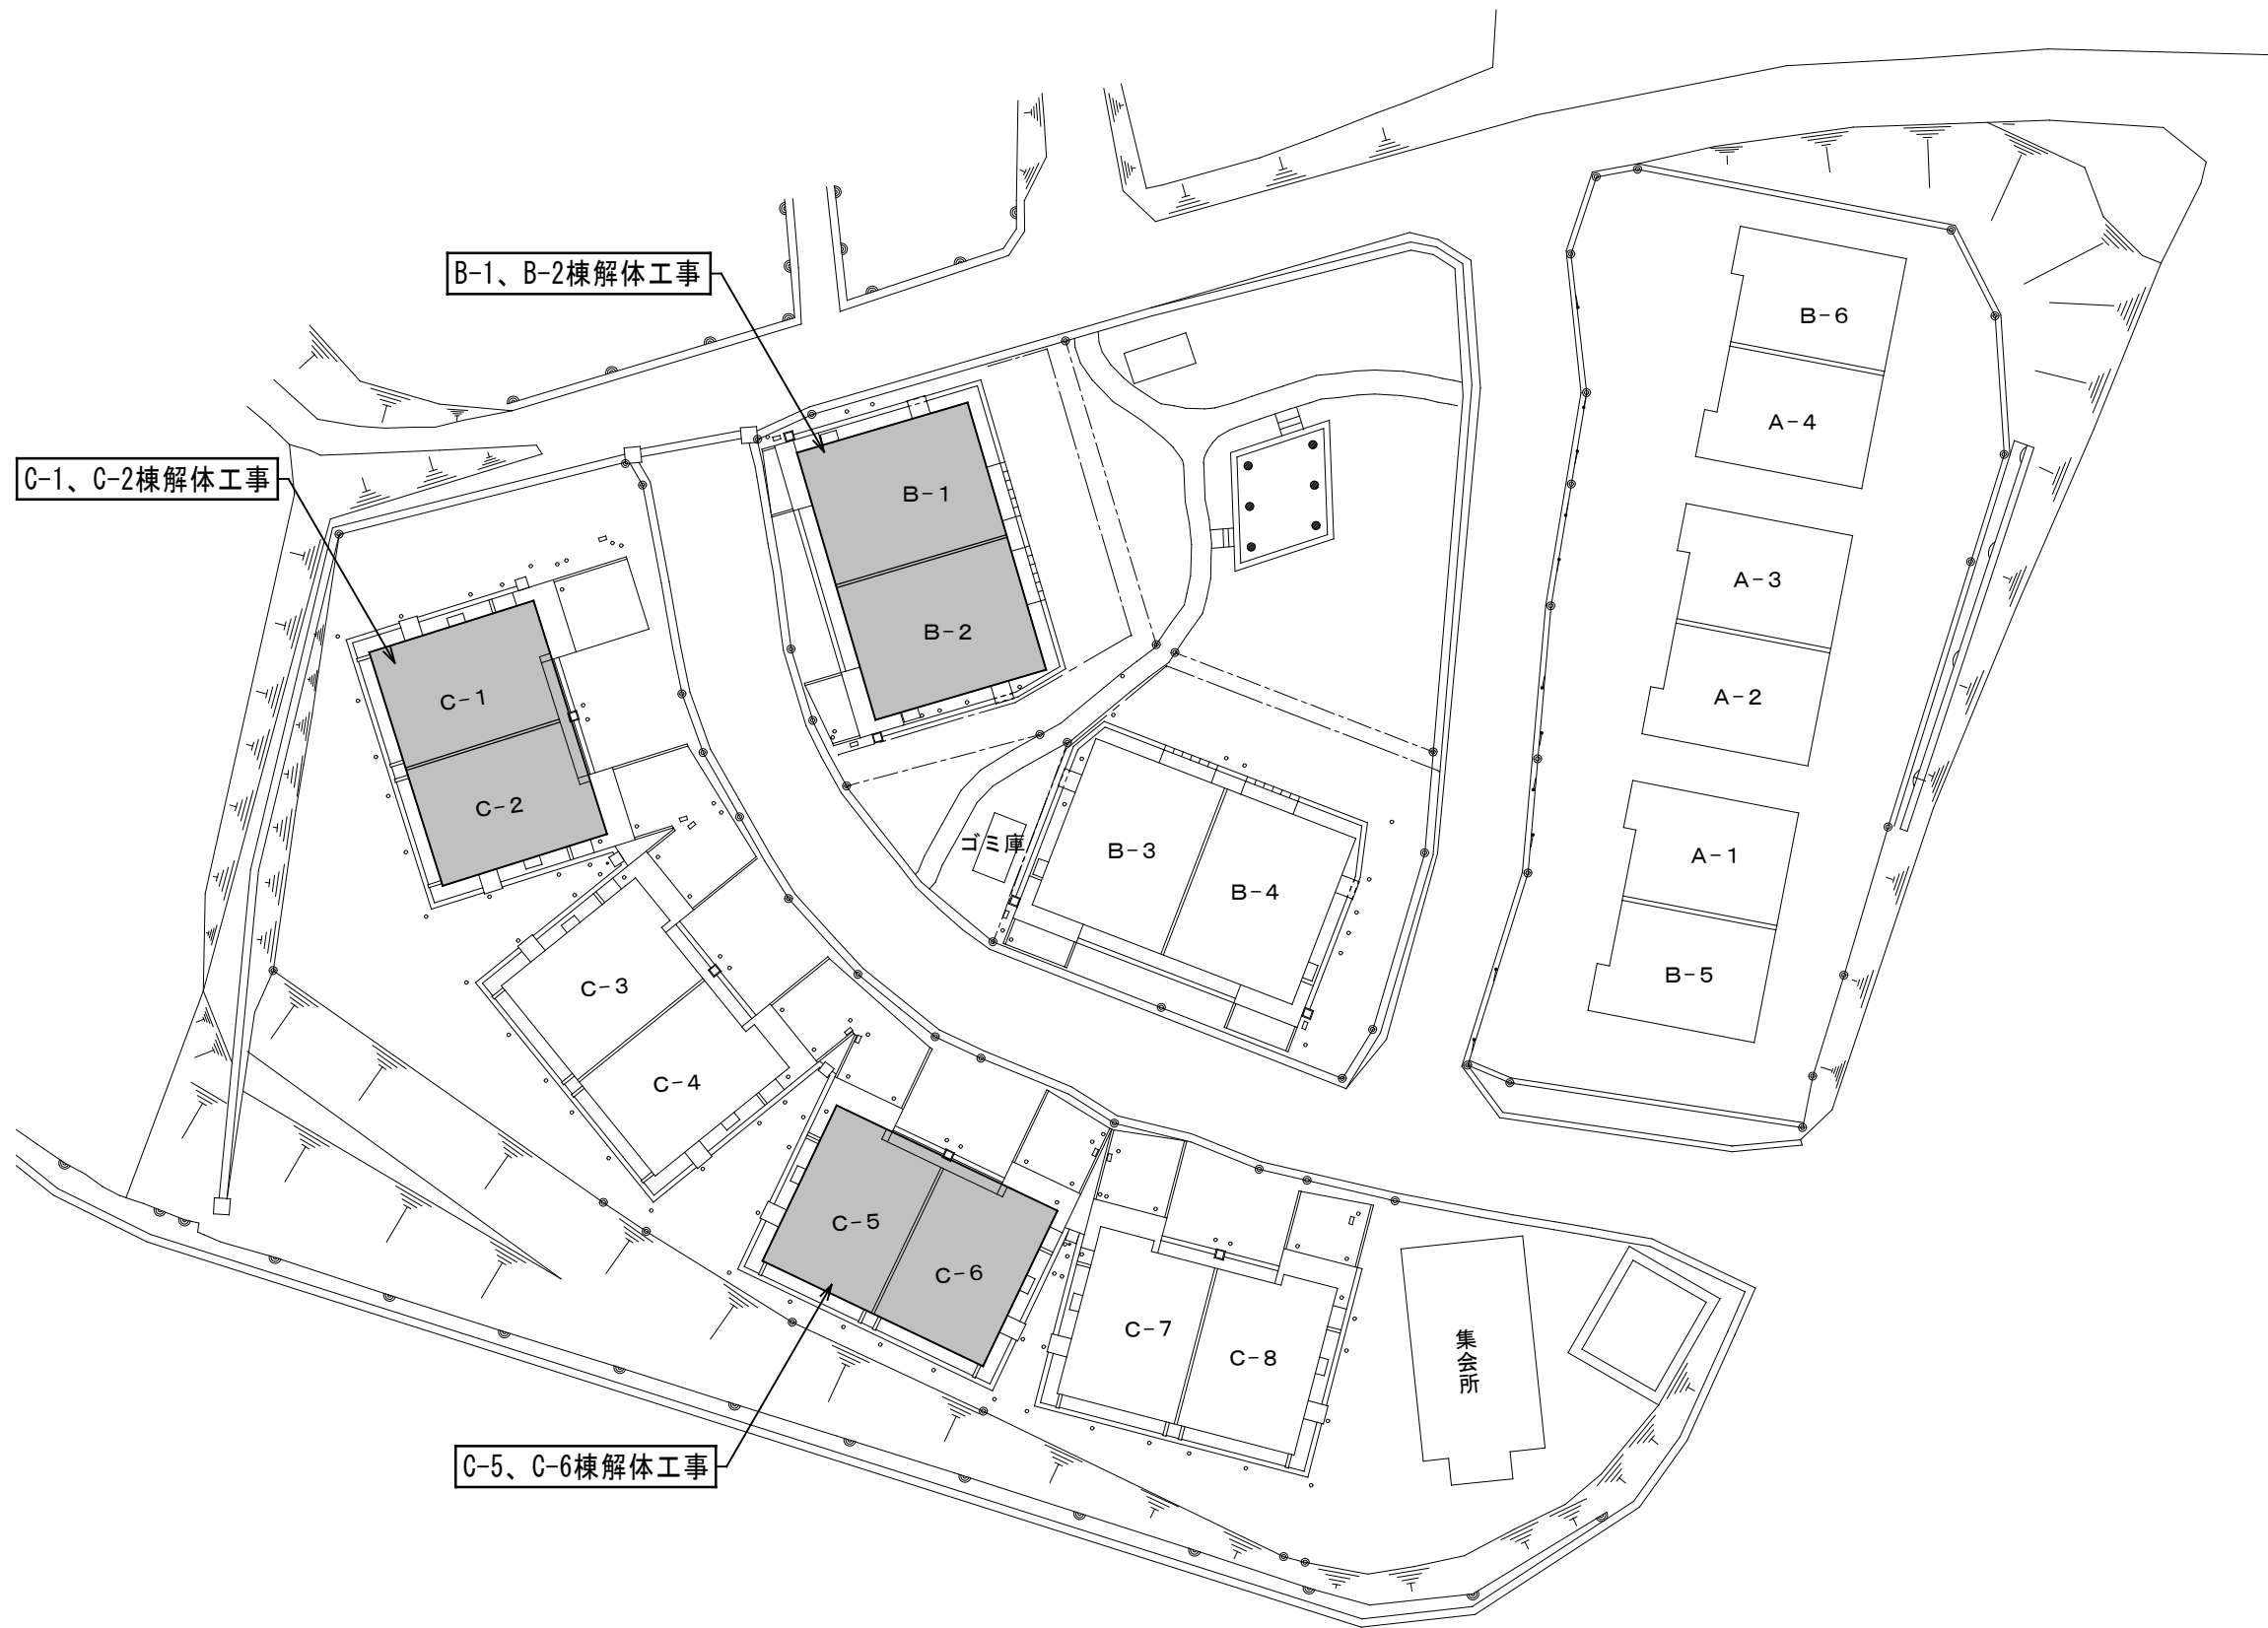 B-1、B-2棟解体工事
B-6
A-4
C-1、C-2棟解体工事
B-1
A-3
B-2
A-2
C-1
C-2
ゴミ庫
B-3
B-4
A-1
B-5
C-3
C-4
C-5
C-6
C-7
C-8
集会所
C-5、C-6棟解体工事